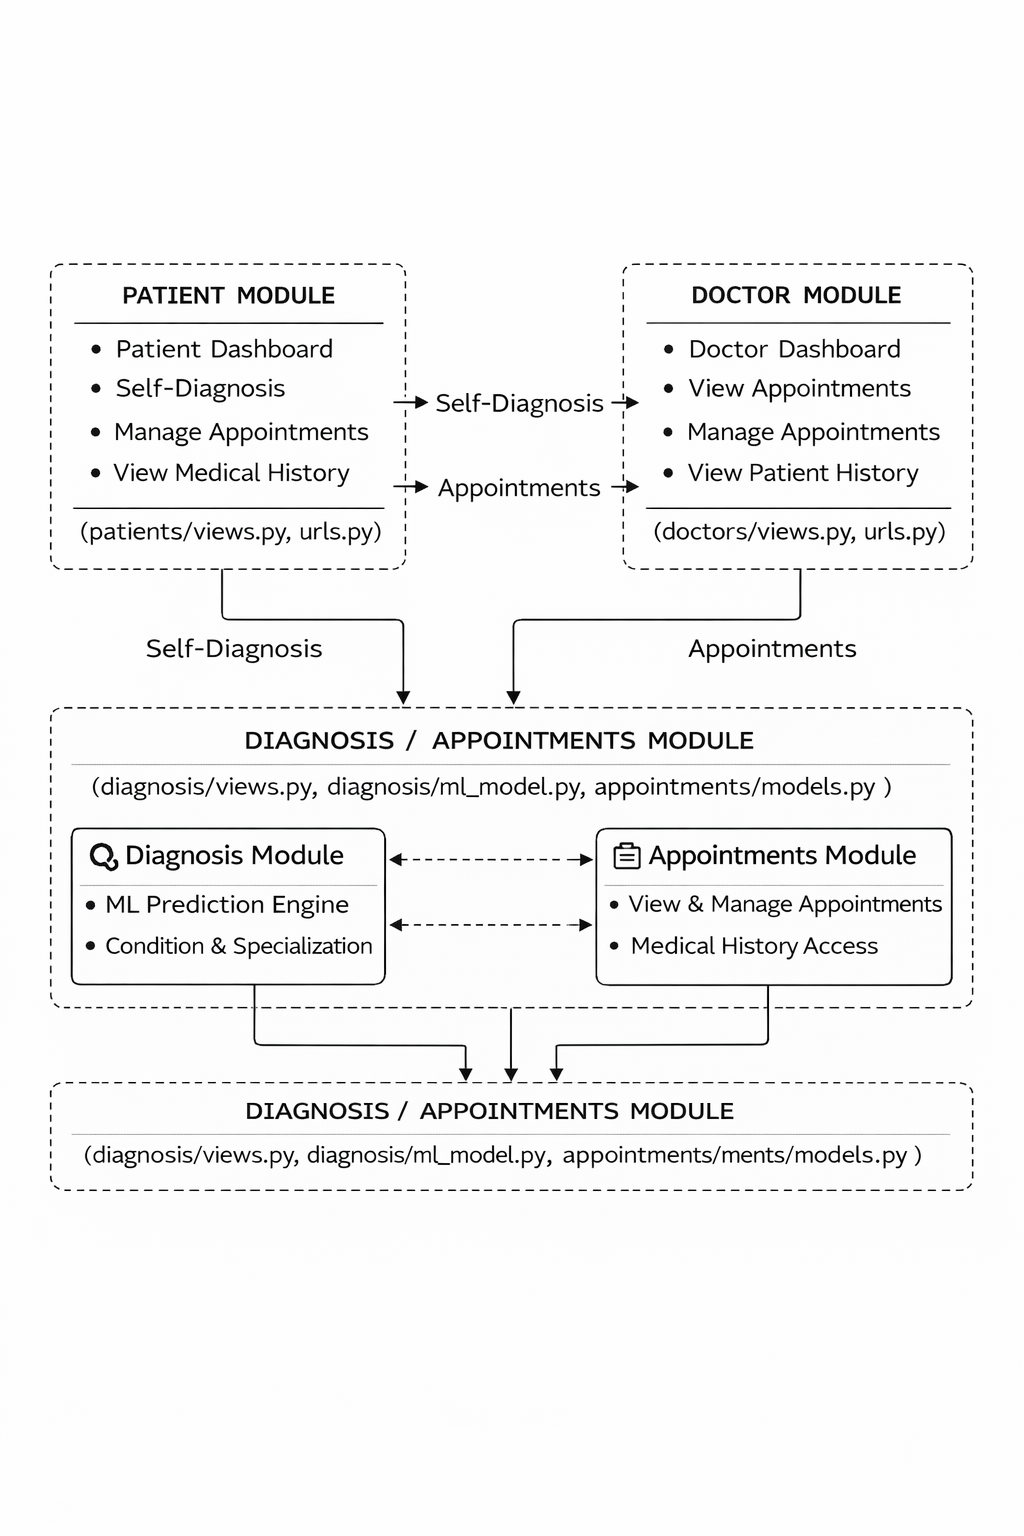 PATIENT MODULE
• Patient Dashboard
• Self-Diagnosis
• Manage Appointments
• View Medical History
(patients/views.py, urls.py)
Self-Diagnosis
Appointments
DOCTOR MODULE
• Doctor Dashboard
• View Appointments
• Manage Appointments
• View Patient History
(doctors/views.py, urls.py)
Self-Diagnosis
Appointments
DIAGNOSIS / APPOINTMENTS MODULE
(diagnosis/views.py, diagnosis/ml_model.py, appointments/models.py )
Diagnosis Module
• ML Prediction Engine
• Condition & Specialization
Appointments Module
• View & Manage Appointments
• Medical History Access
DIAGNOSIS / APPOINTMENTS MODULE
(diagnosis/views.py, diagnosis/ml_model.py, appointments/ments/models.py )